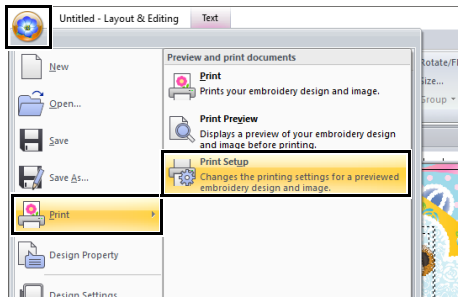 Untitled - Layout & Editing
Text
Preview and print documents
New
Print
Prints your embroidery design and image.
Open...
Print Preview
Displays a preview of your embroidery design
and image before printing.
Save
Save As...
Print Setup
Changes the printing settings for a previewed
embroidery design and image.
Print
Design Property
Design Settings
Rotate/Fl
Size...
Group